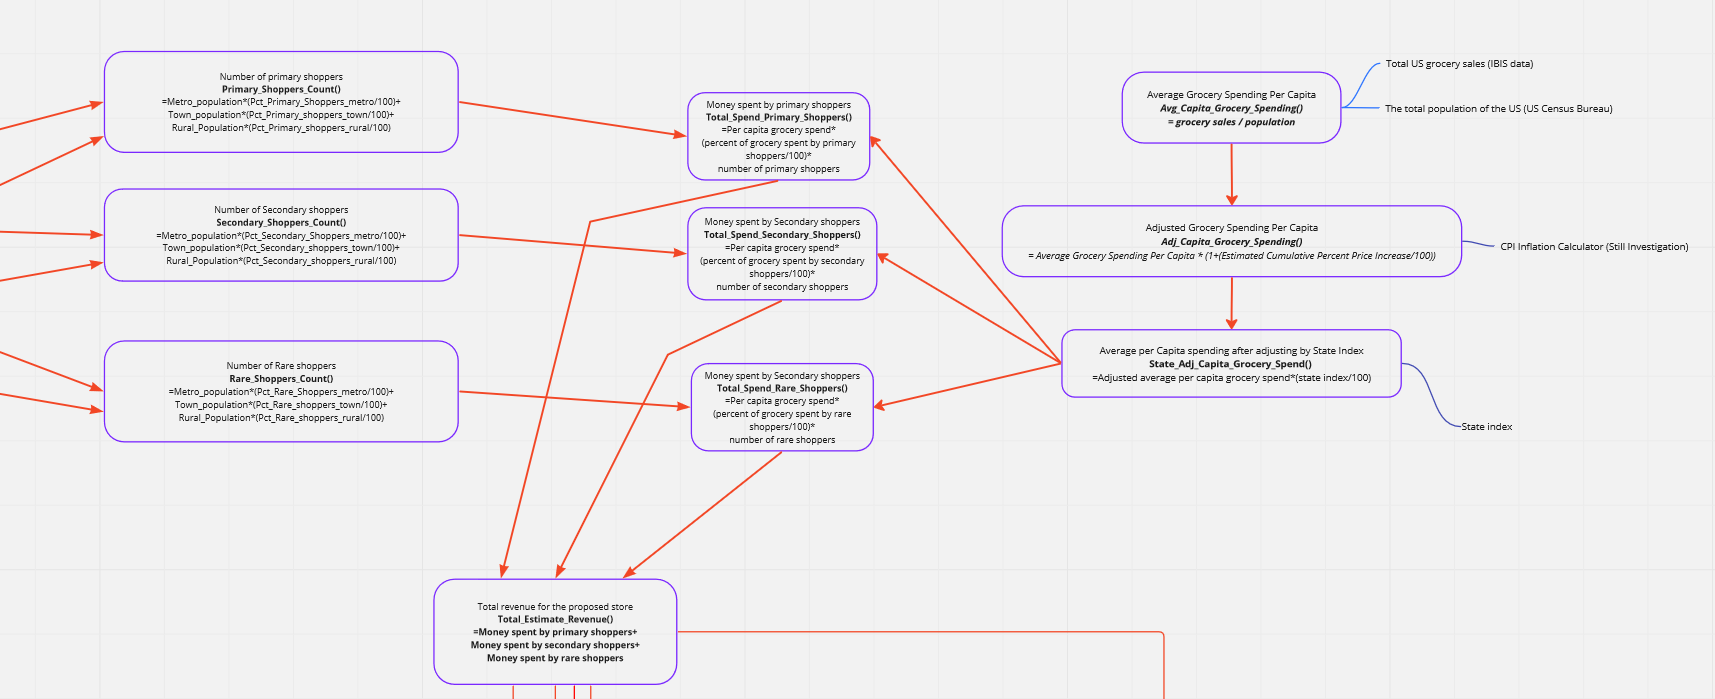 Number of primary shoppers
Primary_Shoppers_Count()
=Metro_population*(Pct_Primary_Shoppers_metro/100)+
Town_population*(Pct_Primary_shoppers_town/100)+
Rural_Population*(Pct_Primary_shoppers_rural/100)
Number of Secondary shoppers
Secondary_Shoppers_Count()
=Metro_population*(Pct_Secondary_Shoppers_metro/100)+
Town_population*(Pct_Secondary_shoppers_town/100)+
Rural_Population*(Pct_Secondary_shoppers_rural/100)
Number of Rare shoppers
Rare_Shoppers_Count()
=Metro_population*(Pct_Rare_Shoppers_metro/100)+
Town_population*(Pct_Rare_shoppers_town/100)+
Rural_Population*(Pct_Rare_shoppers_rural/100)
Money spent by primary shoppers
Total_Spend_Primary_Shoppers()
=Per capita grocery spend*
(percent of grocery spent by primary
shoppers/100)*
number of primary shoppers
Money spent by Secondary shoppers
Total_Spend_Secondary_Shoppers()
=Per capita grocery spend*
(percent of grocery spent by secondary
shoppers/100)*
number of secondary shoppers
Money spent by Secondary shoppers
Total_Spend_Rare_Shoppers()
=Per capita grocery spend*
(percent of grocery spent by rare
shoppers/100)*
number of rare shoppers
Average Grocery Spending Per Capita
Avg_Capita_Grocery_Spending()
= grocery sales / population
Total US grocery sales (IBIS data)
The total population of the US (US Census Bureau)
Adjusted Grocery Spending Per Capita
Adj_Capita_Grocery_Spending()
= Average Grocery Spending Per Capita * (1+(Estimated Cumulative Percent Price Increase/100))
CPI Inflation Calculator (Still Investigation)
Average per Capita spending after adjusting by State Index
State_Adj_Capita_Grocery_Spend()
=Adjusted average per capita grocery spend*(state index/100)
State index
Total revenue for the proposed store
Total_Estimate_Revenue()
=Money spent by primary shoppers+
Money spent by secondary shoppers+
Money spent by rare shoppers